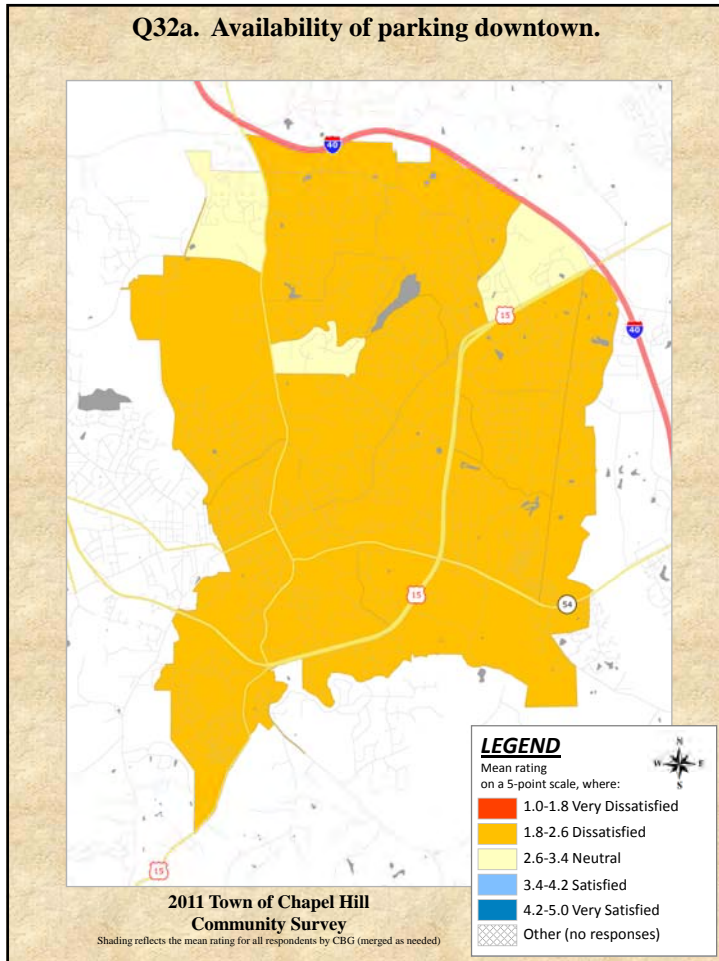 Q32a.  Availability of parking downtown.
40
15
40
15
54
15
LEGEND
Mean rating
on a 5-point scale, where:
N
W E
S
1.0-1.8 Very Dissatisfied
1.8-2.6 Dissatisfied
2.6-3.4 Neutral
3.4-4.2 Satisfied
4.2-5.0 Very Satisfied
Other (no responses)
2011 Town of Chapel Hill
Community Survey
Shading reflects the mean rating for all respondents by CBG (merged as needed)